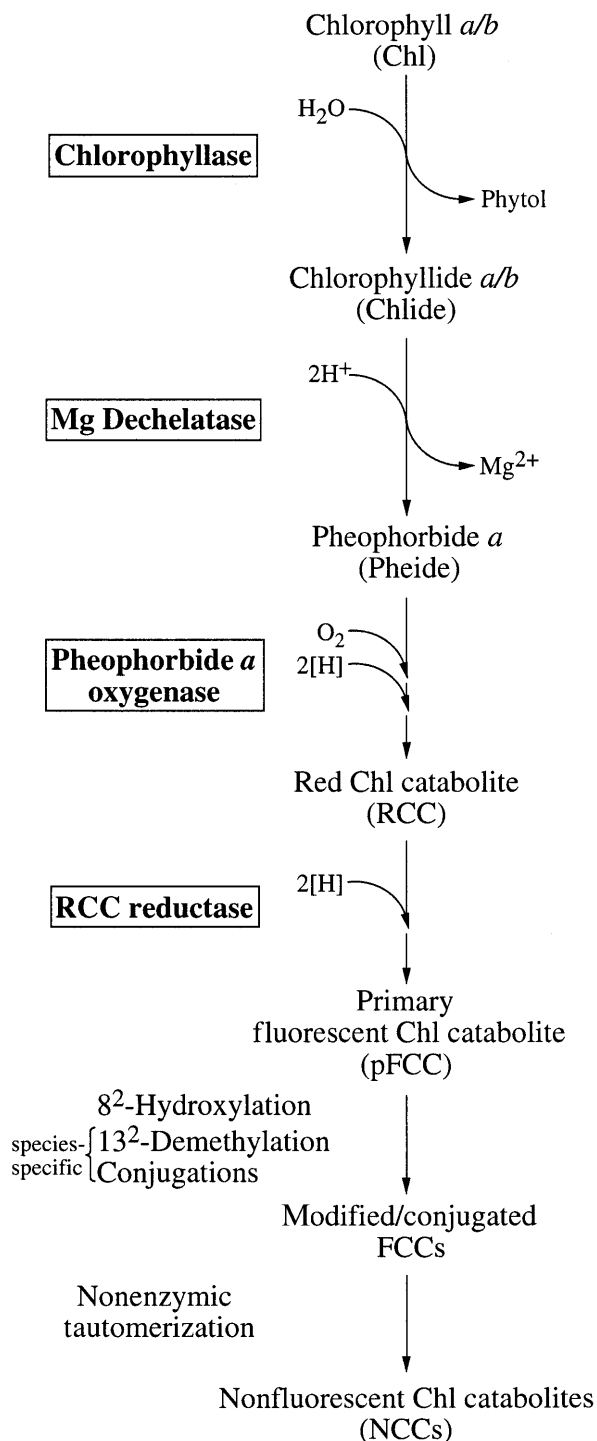 Chlorophyll a/b
(Chl)
H₂O
Chlorophyllase
Phytol
Chlorophyllide a/b
(Chlide)
2H⁺
Mg Dechelatase
Mg²⁺
Pheophorbide a
(Pheide)
O₂
2[H]
Pheophorbide a
oxygenase
Red Chl catabolite
(RCC)
2[H]
RCC reductase
Primary
fluorescent Chl catabolite
(pFCC)
8²-Hydroxylation
species- 13²-Demethylation
specific Conjugations
Modified/conjugated
FCCs
Nonenzymic
tautomerization
Nonfluorescent Chl catabolites
(NCCs)